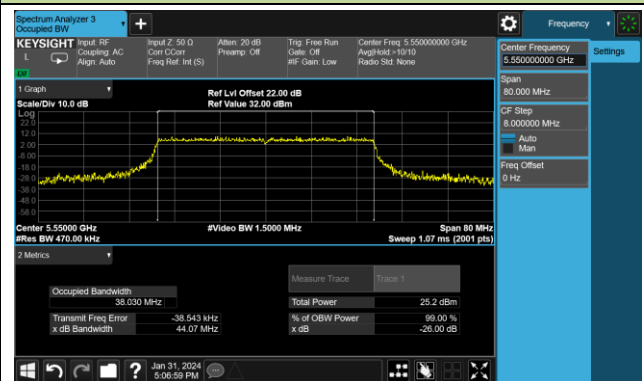 Spectrum Analyzer 3
Occupied BW
Frequency
KEYSIGHT
L
Input: RF
Coupling: AC
Align: Auto
Input Z: 50 Ω
Corr CCorr
Freq Ref: Int (S)
Atten: 20 dB
Preamp: Off
Trig: Free Run
Gate: Off
#IF Gain: Low
Center Freq: 5.550000000 GHz
Avg|Hold:>10/10
Radio Std: None
Center Frequency
5.550000000 GHz
Settings
Span
80.000 MHz
CF Step
8.000000 MHz
Auto
Man
Freq Offset
0 Hz
1 Graph
Scale/Div 10.0 dB
Ref Lvl Offset 22.00 dB
Ref Value 32.00 dBm
Log
22.0
12.0
2.00
-8.00
-18.0
-28.0
-38.0
-48.0
-58.0
Center 5.55000 GHz
#Res BW 470.00 kHz
#Video BW 1.5000 MHz
Span 80 MHz
Sweep 1.07 ms (2001 pts)
2 Metrics
Measure Trace
Trace 1
Occupied Bandwidth
38.030 MHz
Total Power
25.2 dBm
Transmit Freq Error
-38.543 kHz
% of OBW Power
99.00 %
x dB Bandwidth
44.07 MHz
x dB
-26.00 dB
Jan 31, 2024
5:06:59 PM